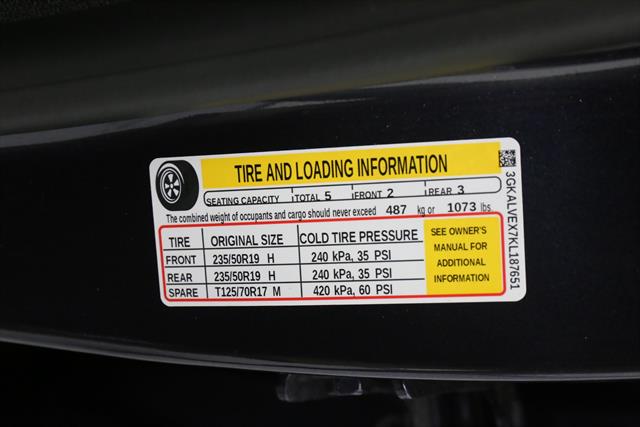 TIRE AND LOADING INFORMATION
SEATING CAPACITY TOTAL 5 FRONT 2 REAR 3
The combined weight of occupants and cargo should never exceed 487 kg or 1073 lbs.
TIRE ORIGINAL SIZE COLD TIRE PRESSURE
FRONT 235/50R19 H 240 kPa, 35 PSI
REAR 235/50R19 H 240 kPa, 35 PSI
SPARE T125/70R17 M 420 kPa, 60 PSI
SEE OWNER'S
MANUAL FOR
ADDITIONAL
INFORMATION
3GKALVEX7KL187651